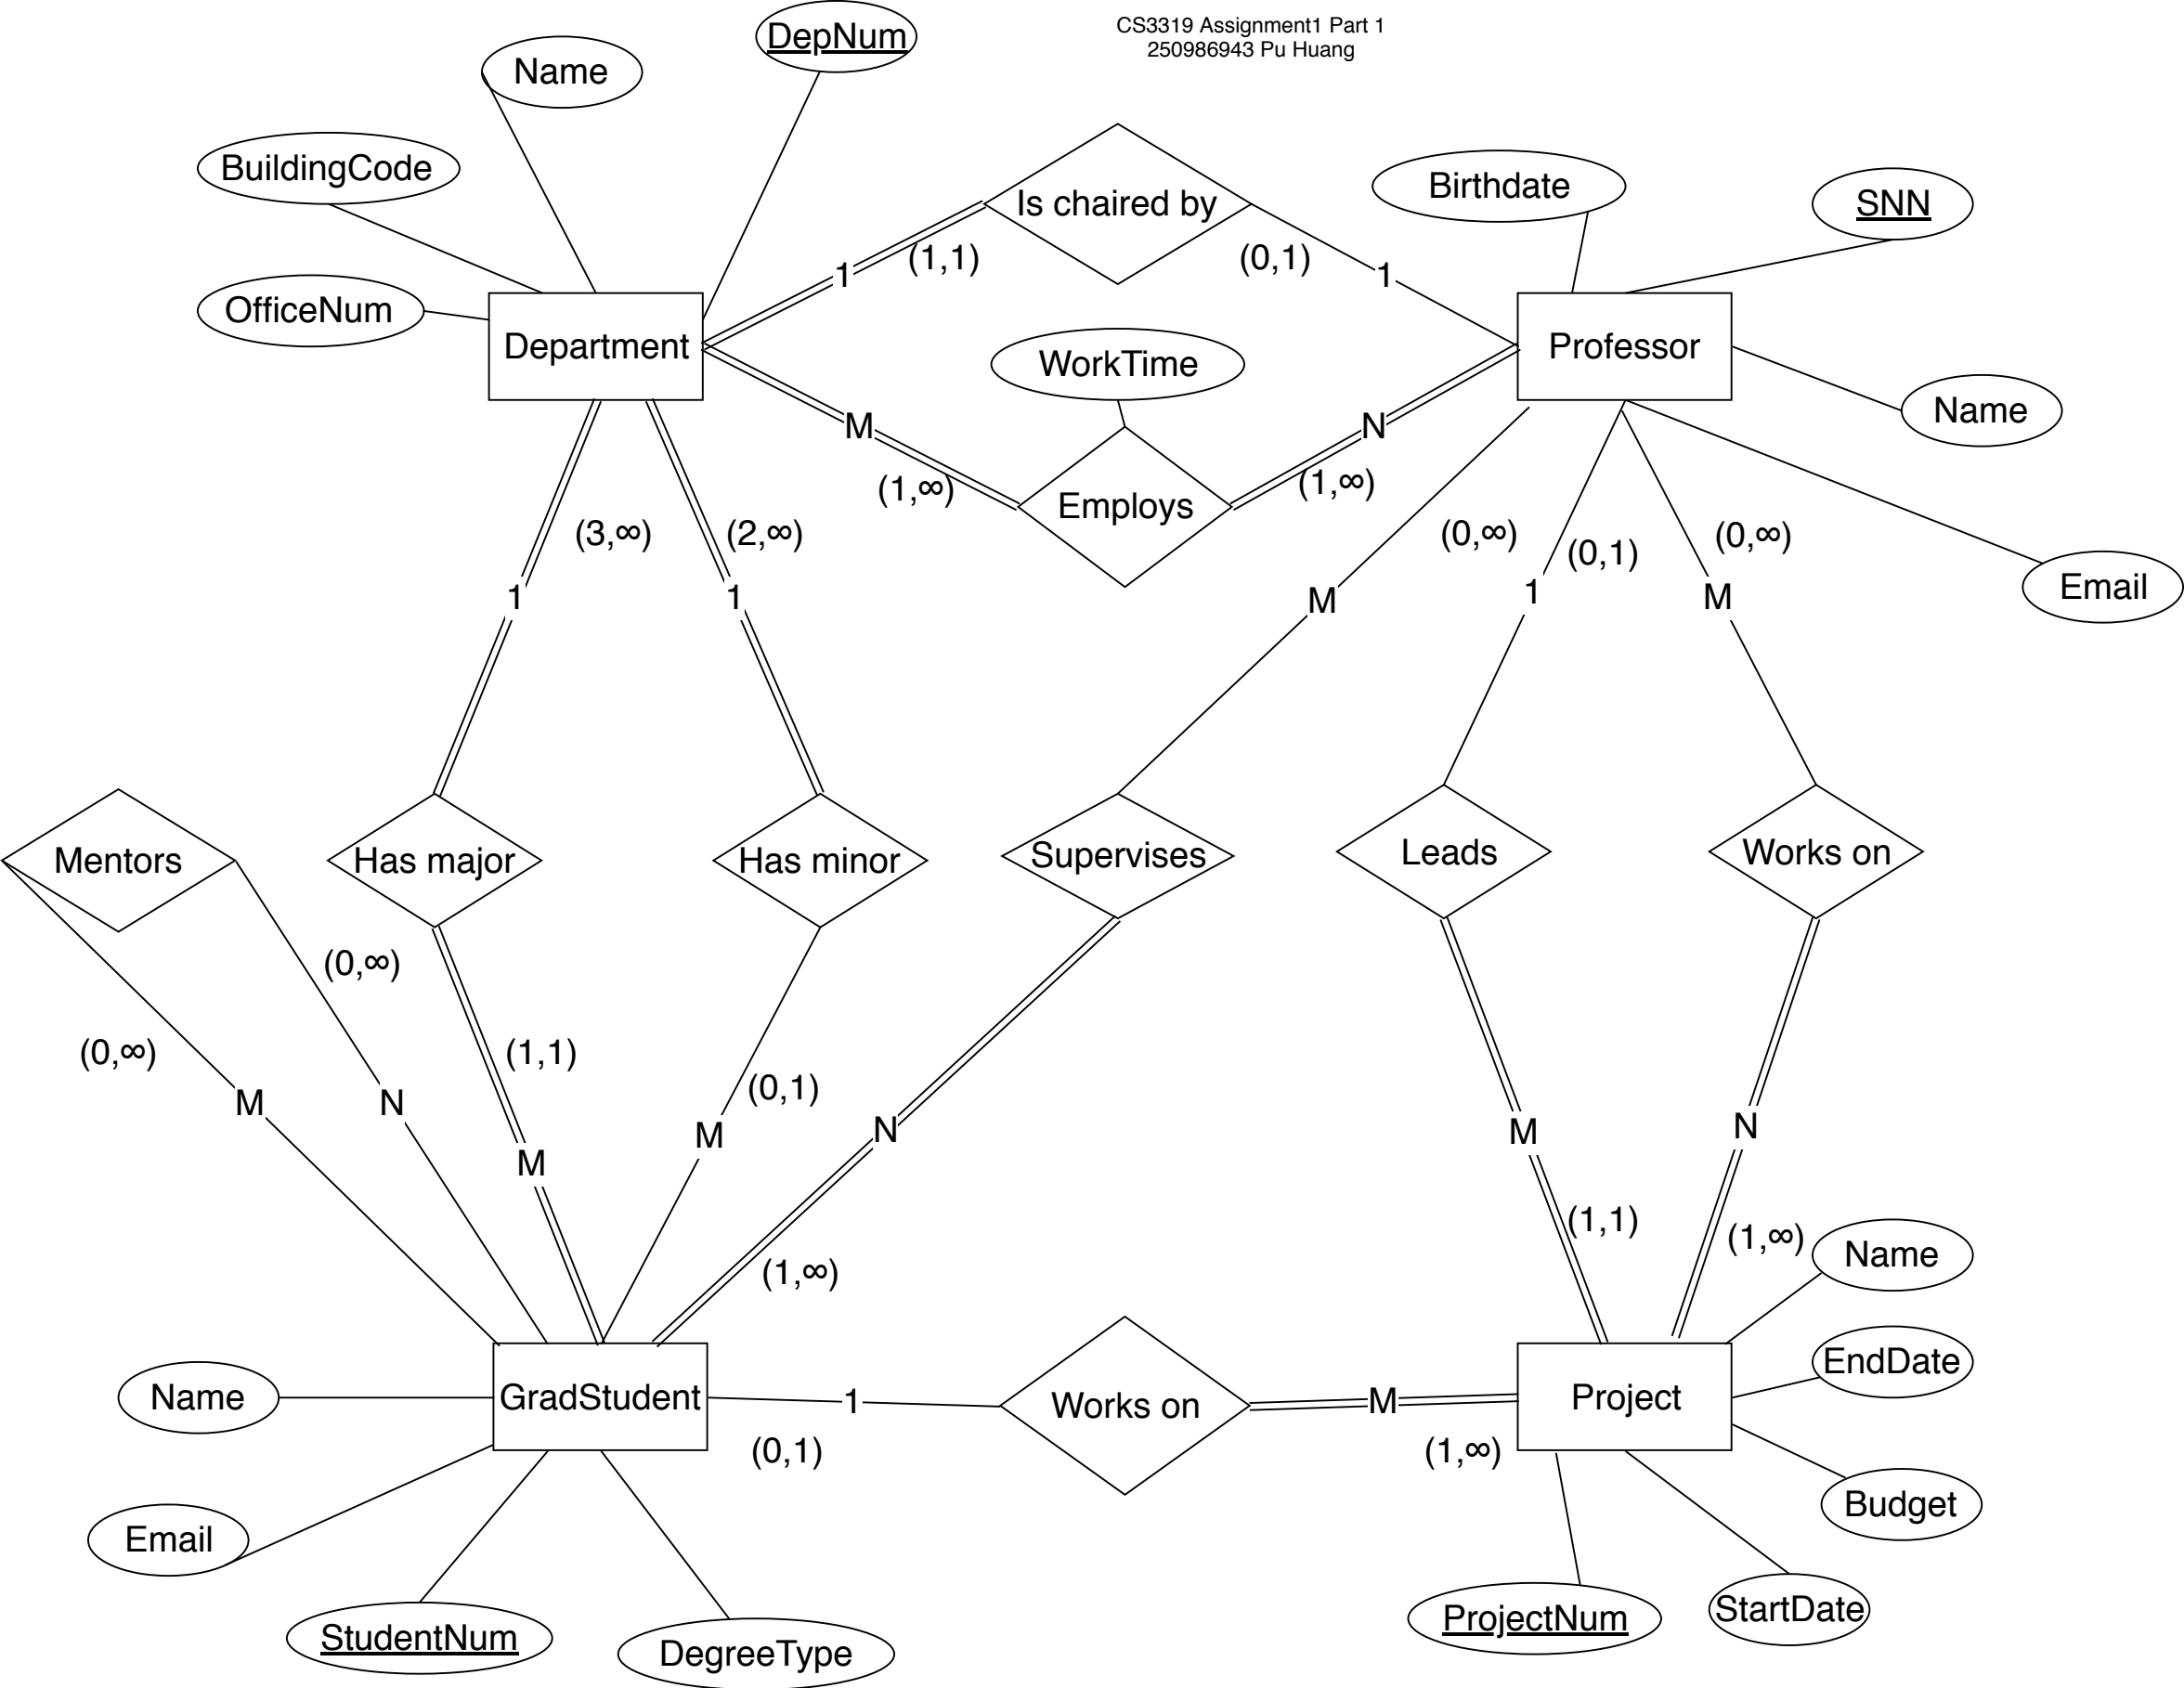 CS3319 Assignment1 Part 1
250986943 Pu Huang
DepNum
Name
BuildingCode
OfficeNum
Department
Is chaired by
1
(1,1)
(0,1)
1
Birthdate
SNN
Professor
Name
Email
WorkTime
M
(1,∞)
Employs
N
(1,∞)
(3,∞)
(2,∞)
1
1
(0,∞)
(0,1)
(0,∞)
M
1
M
Mentors
Has major
Has minor
Supervises
Leads
Works on
(0,∞)
(0,∞)
(1,1)
(0,1)
M
N
M
M
N
M
N
(1,∞)
(1,1)
(1,∞)
Name
EndDate
Budget
StartDate
ProjectNum
Project
Name
GradStudent
1
(0,1)
Works on
M
(1,∞)
Email
StudentNum
DegreeType